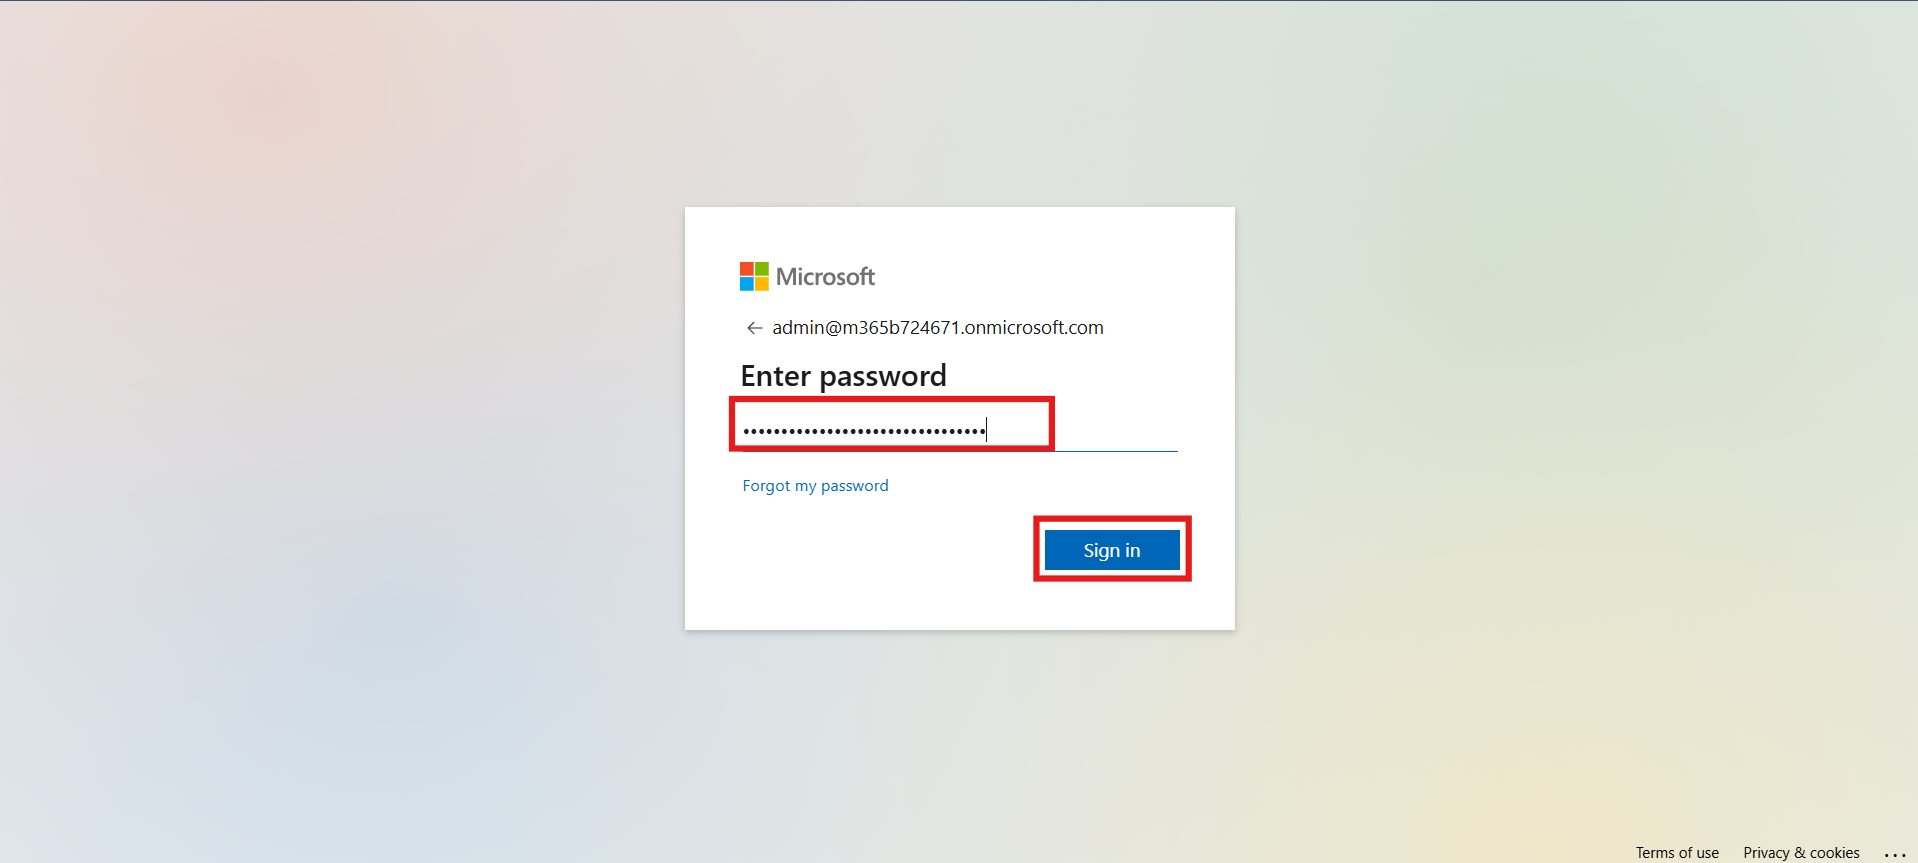 Microsoft
admin@m365b724671.onmicrosoft.com
Enter password
Forgot my password
Sign in
Terms of use Privacy & cookies ...